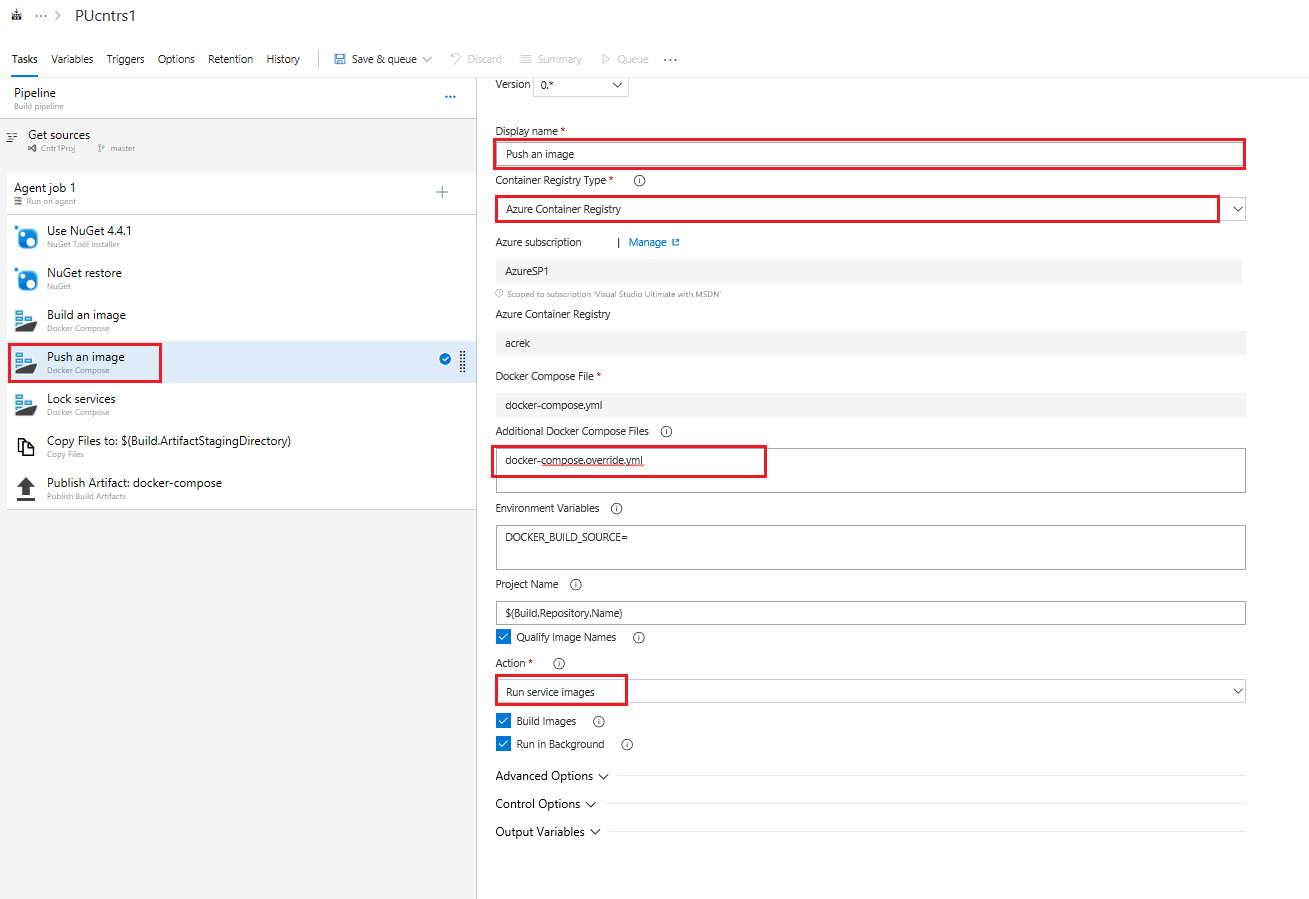 ··· > PUcntrs1
Tasks Variables Triggers Options Retention History | Save & queue Discard Summary Queue ···
Pipeline ···
Build pipeline
Get sources
Cntr1Proj master
Agent job 1 +
Run on agent
Use NuGet 4.4.1
NuGet Tool Installer
NuGet restore
NuGet
Build an image
Docker Compose
Push an image
Docker Compose
Lock services
Docker Compose
Copy Files to: $(Build.ArtifactStagingDirectory)
Copy Files
Publish Artifact: docker-compose
Publish Build Artifacts
Version 0.*
Display name *
Push an image
Container Registry Type *
Azure Container Registry
Azure subscription | Manage
AzureSP1
Scoped to subscription 'Visual Studio Ultimate with MSDN'
Azure Container Registry
acrek
Docker Compose File *
docker-compose.yml
Additional Docker Compose Files
docker-compose.override.yml
Environment Variables
DOCKER_BUILD_SOURCE=
Project Name
$(Build.Repository.Name)
Qualify Image Names
Action *
Run service images
Build Images
Run in Background
Advanced Options
Control Options
Output Variables